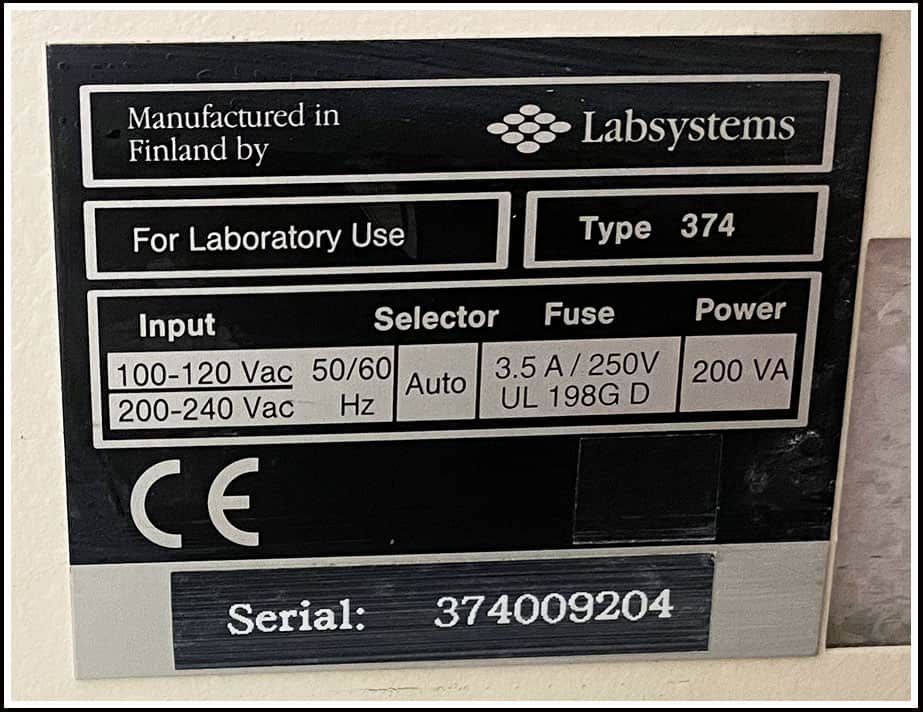 Manufactured in
Finland by
Labsystems
For Laboratory Use
Type 374
Input Selector Fuse Power
100-120 Vac 50/60 Auto 3.5 A / 250V 200 VA
200-240 Vac Hz UL 198G D
CE
Serial: 374009204